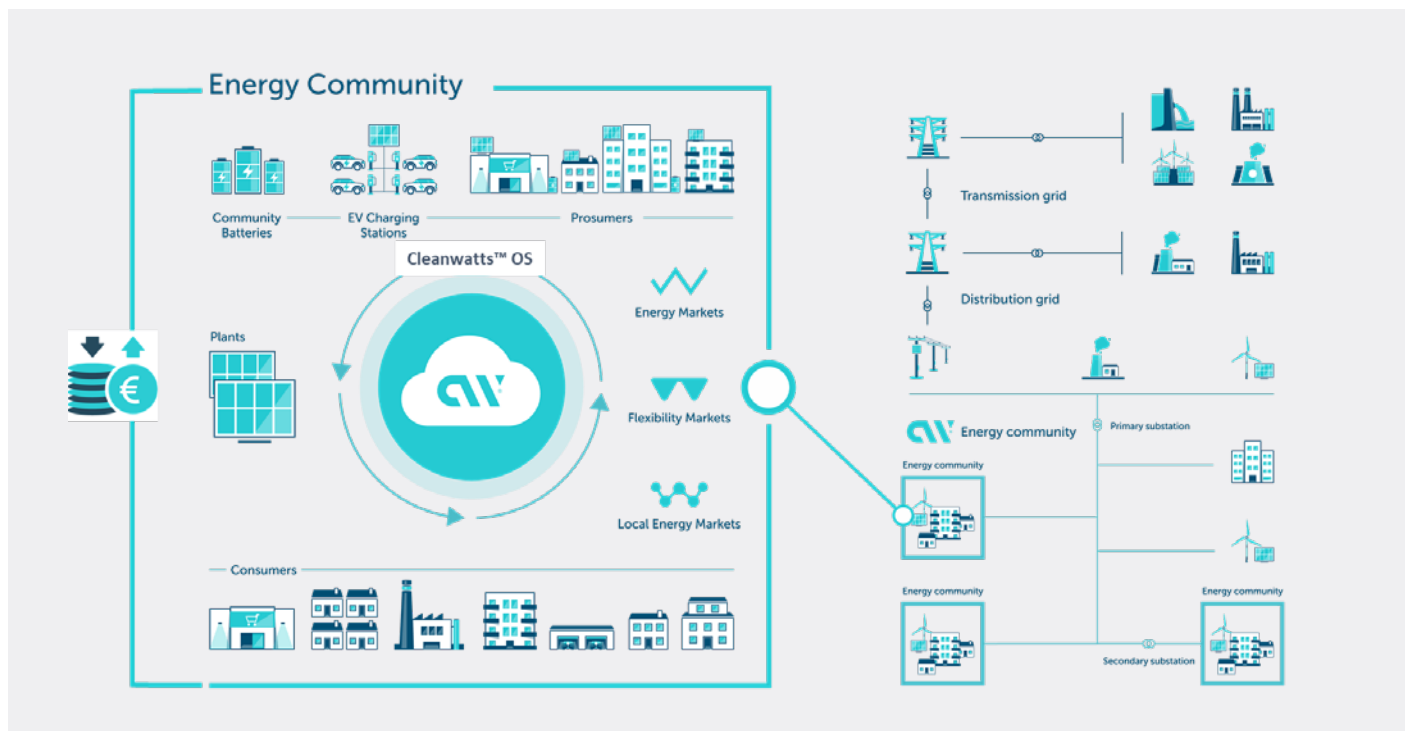 Energy Community
Community
Batteries
EV Charging
Stations
Prosumers
Cleanwatts™ OS
Energy Markets
Plants
€
Flexibility Markets
Local Energy Markets
Consumers
Transmission grid
Distribution grid
Energy community
Primary substation
Energy community
Energy community
Energy community
Secondary substation